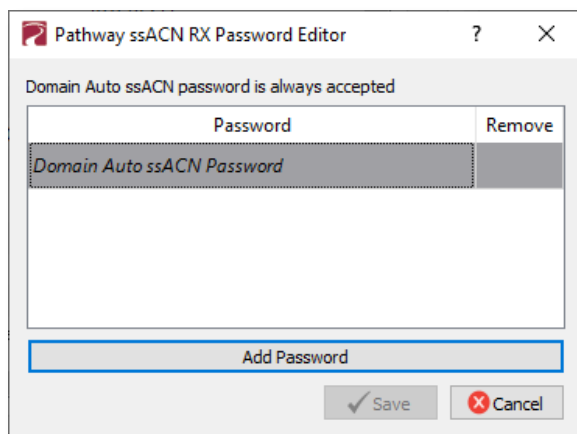 Pathway ssACN RX Password Editor ? ×
Domain Auto ssACN password is always accepted
Password Remove
Domain Auto ssACN Password
Add Password
Save Cancel